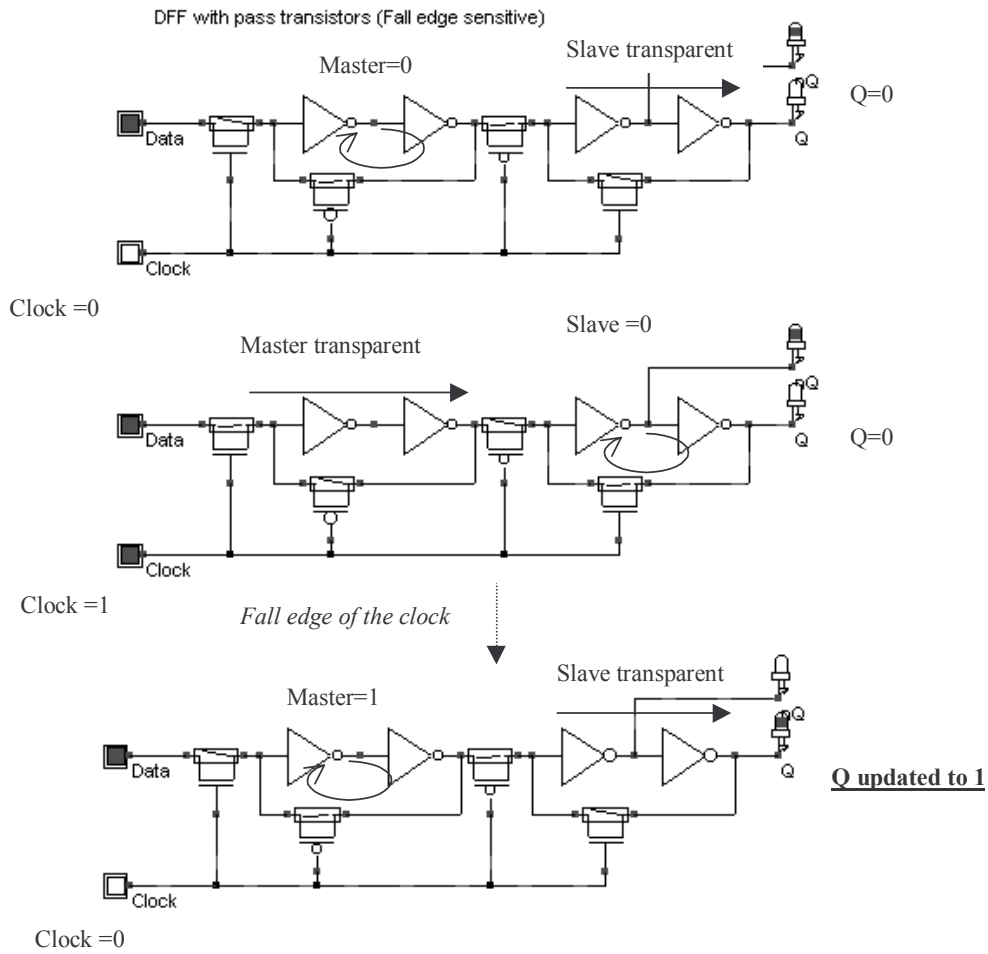 DFF with pass transistors (Fall edge sensitive)
Master=0
Slave transparent
Q
Q=0
Data
Q
Clock
Clock =0
Slave =0
Master transparent
Q
Data
Q
Q=0
Clock
Clock =1
Fall edge of the clock
Slave transparent
Master=1
Q
Data
Q
Q updated to 1
Clock
Clock =0